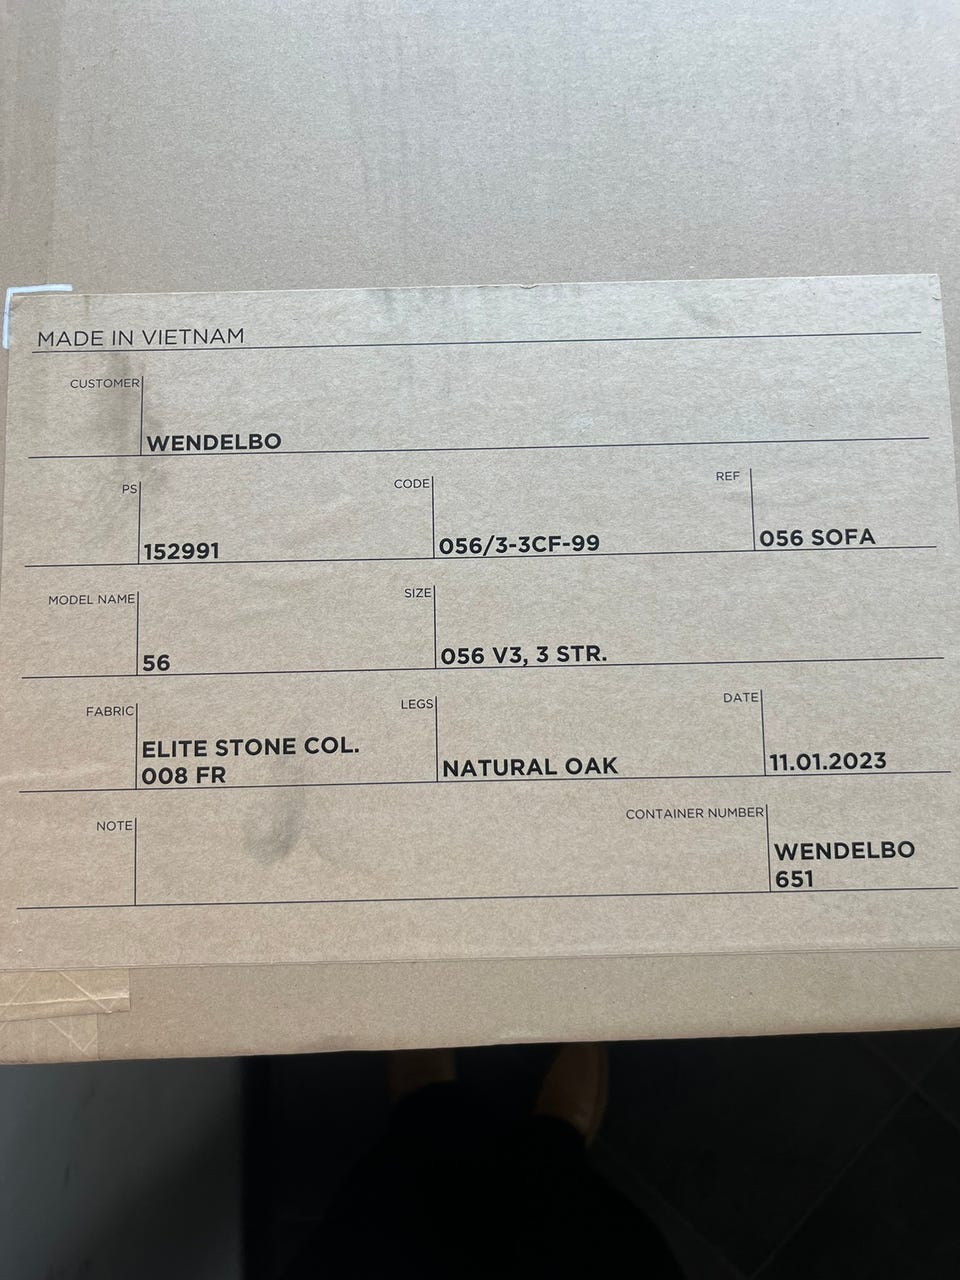 MADE IN VIETNAM
CUSTOMER
WENDELBO
PS
152991
CODE
056/3-3CF-99
REF
056 SOFA
MODEL NAME
56
SIZE
056 V3, 3 STR.
FABRIC
ELITE STONE COL.
008 FR
LEGS
NATURAL OAK
DATE
11.01.2023
NOTE
CONTAINER NUMBER
WENDELBO
651